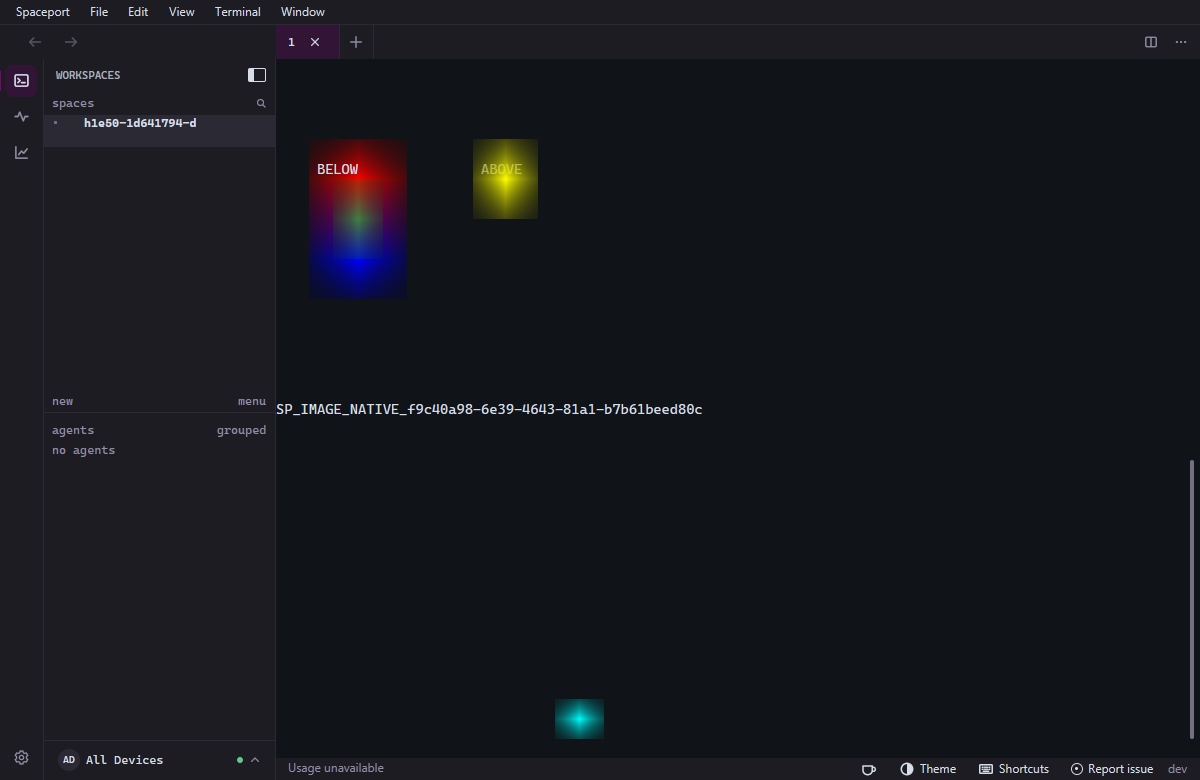 Spaceport File Edit View Terminal Window
1
WORKSPACES
spaces
h1e50-1d641794-d
BELOW
ABOVE
new menu
SP_IMAGE_NATIVE_f9c40a98-6e39-4643-81a1-b7b61beed80c
agents grouped
no agents
AD All Devices
Usage unavailable
Theme Shortcuts Report issue dev